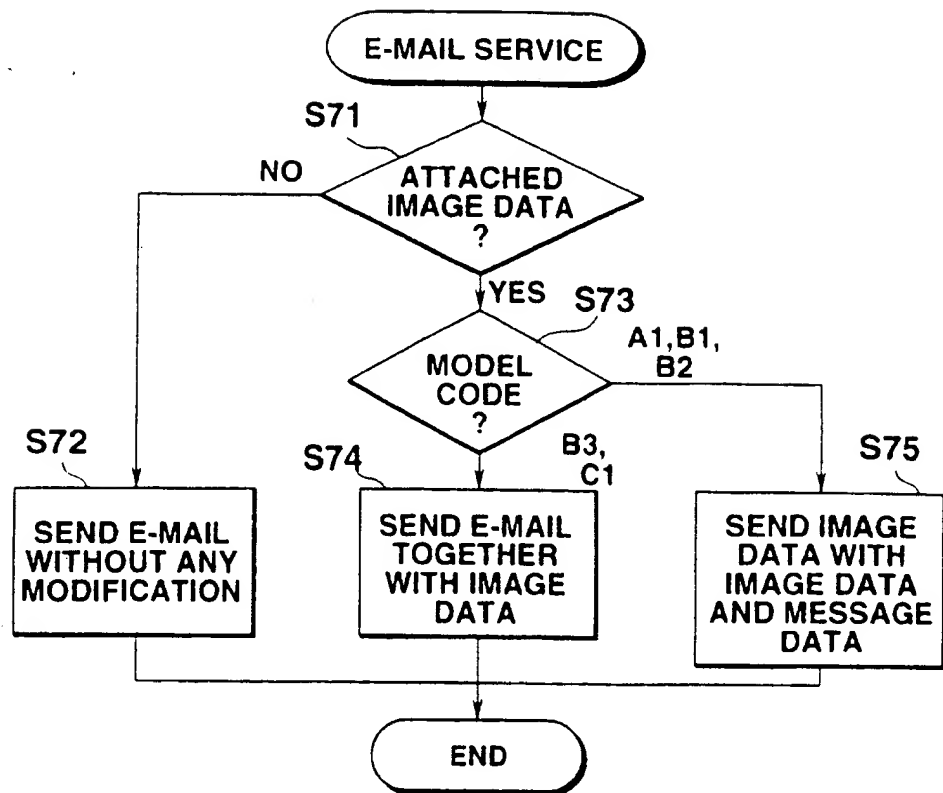 E-MAIL SERVICE
S71
NO
ATTACHED
IMAGE DATA
?
YES
S73
A1,B1,
B2
MODEL
CODE
?
S72
S74
B3,
C1
S75
SEND E-MAIL
WITHOUT ANY
MODIFICATION
SEND E-MAIL
TOGETHER
WITH IMAGE
DATA
SEND IMAGE
DATA WITH
IMAGE DATA
AND MESSAGE
DATA
END